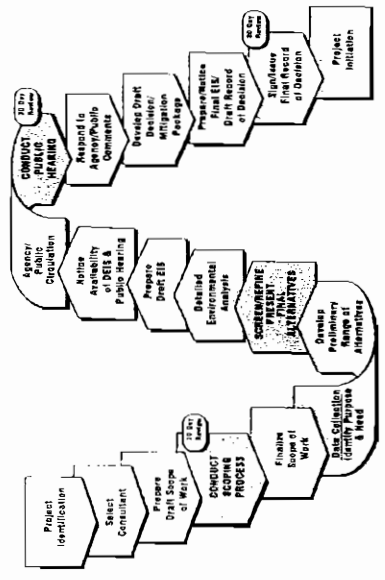 Project
Identification
Select
Consultant
Prepare
Draft Scope
of Work
Day
Review
CONDUCT
SCOPING
PROCESS
Finalize
Scope of
Work
Data Collection
(Identify Purpose
& Need
Develop
Preliminary
Range of
Alternatives
SCREEN/REFINE
PRESENT
FINAL
ALTERNATIVES
Detailed
Environmental
Analysis
Prepare
Draft EIS
Notice
Availability
of DEIS &
Public Hearing
Agency/
Public
Circulation
30 Day
Review
CONDUCT
PUBLIC
HEARING
Respond to
Agency/Public
Comments
Develop Draft
Decision/
Mitigation
Package
Prepare/Notice
Final EIS/
Draft Record
of Decision
30 Day
Review
Sign/Issue
Final Record
of Decision
Project
Initiation